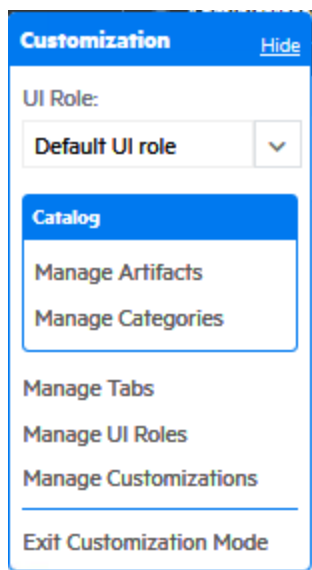 Customization
Hide
UI Role:
Default UI role
Catalog
Manage Artifacts
Manage Categories
Manage Tabs
Manage UI Roles
Manage Customizations
Exit Customization Mode